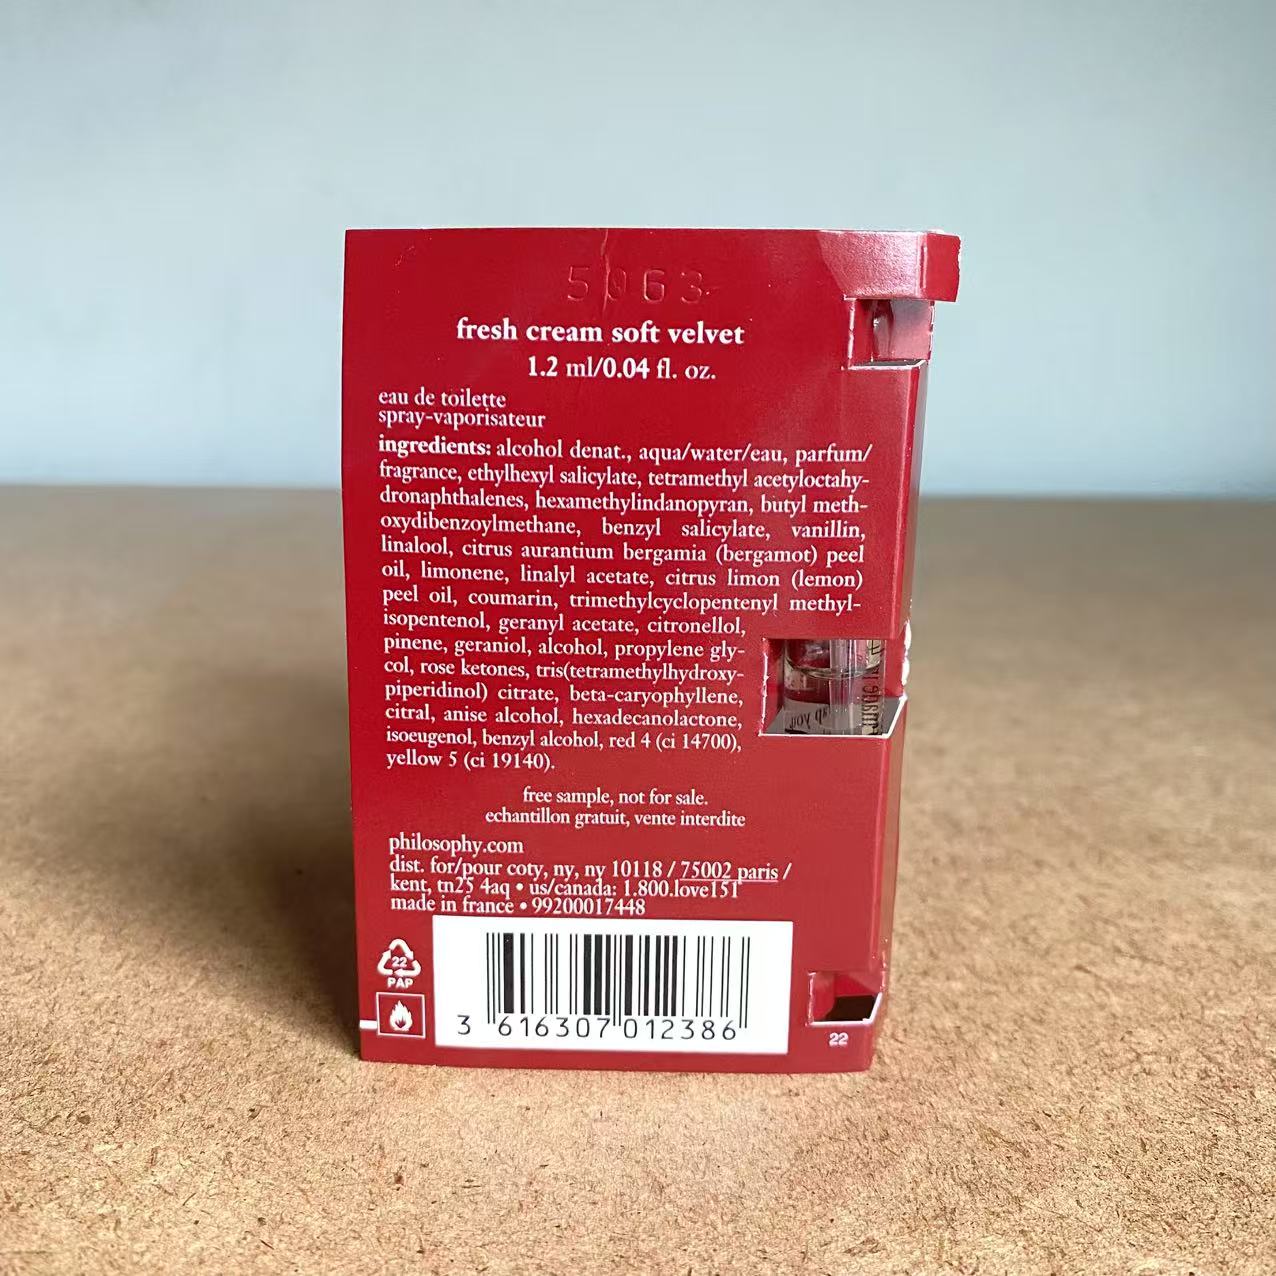 5063
fresh cream soft velvet
1.2 ml/0.04 fl. oz.
eau de toilette
spray-vaporisateur
ingredients: alcohol denat., aqua/water/eau, parfum/
fragrance, ethylhexyl salicylate, tetramethyl acetyloctahy-
dronaphthalenes, hexamethylindanopyran, butyl meth-
oxydibenzoylmethane, benzyl salicylate, vanillin,
linalool, citrus aurantium bergamia (bergamot) peel
oil, limonene, linalyl acetate, citrus limon (lemon)
peel oil, coumarin, trimethylcyclopentenyl methyl-
isopentenol, geranyl acetate, citronellol,
pinene, geraniol, alcohol, propylene gly-
col, rose ketones, tris(tetramethylhydroxy-
piperidinol) citrate, beta-caryophyllene,
citral, anise alcohol, hexadecanolactone,
isoeugenol, benzyl alcohol, red 4 (ci 14700),
yellow 5 (ci 19140).
free sample, not for sale.
echantillon gratuit, vente interdite
philosophy.com
dist. for/pour coty, ny, ny 10118 / 75002 paris /
kent, tn25 4aq • us/canada: 1.800.love151
made in france • 99200017448
22
PAP
3 616307 012386
22